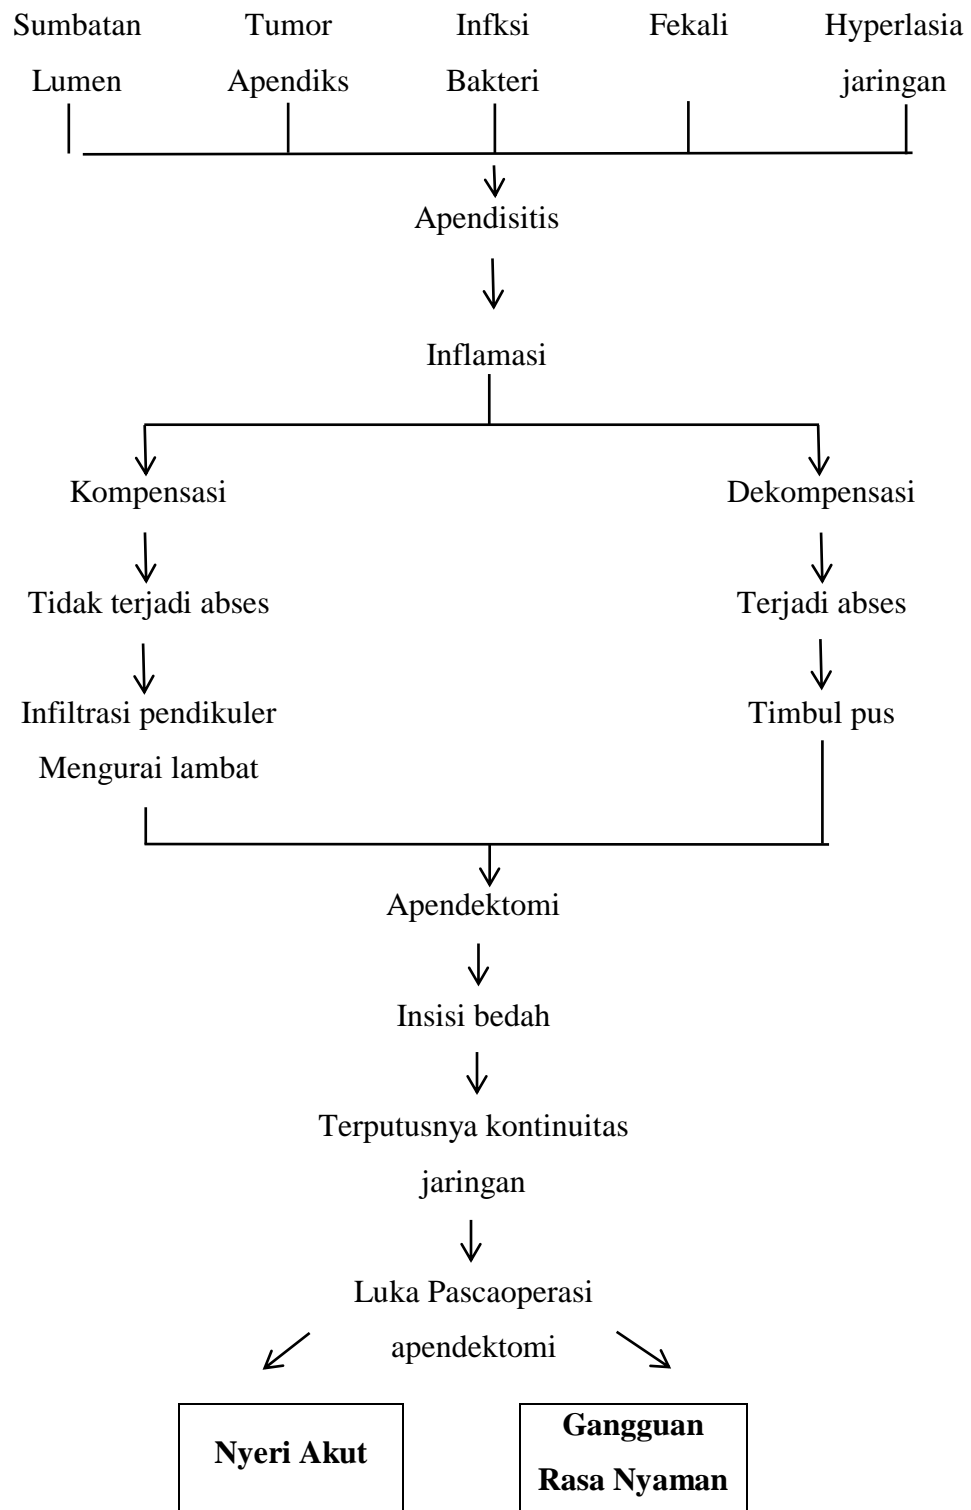 Sumbatan Tumor Infksi Fekali Hyperlasia
Lumen Apendiks Bakteri jaringan
Apendisitis
Inflamasi
Kompensasi Dekompensasi
Tidak terjadi abses Terjadi abses
Infiltrasi pendikuler Timbul pus
Mengurai lambat
Apendektomi
Insisi bedah
Terputusnya kontinuitas
jaringan
Luka Pascaoperasi
apendektomi
Gangguan
Nyeri Akut
Rasa Nyaman